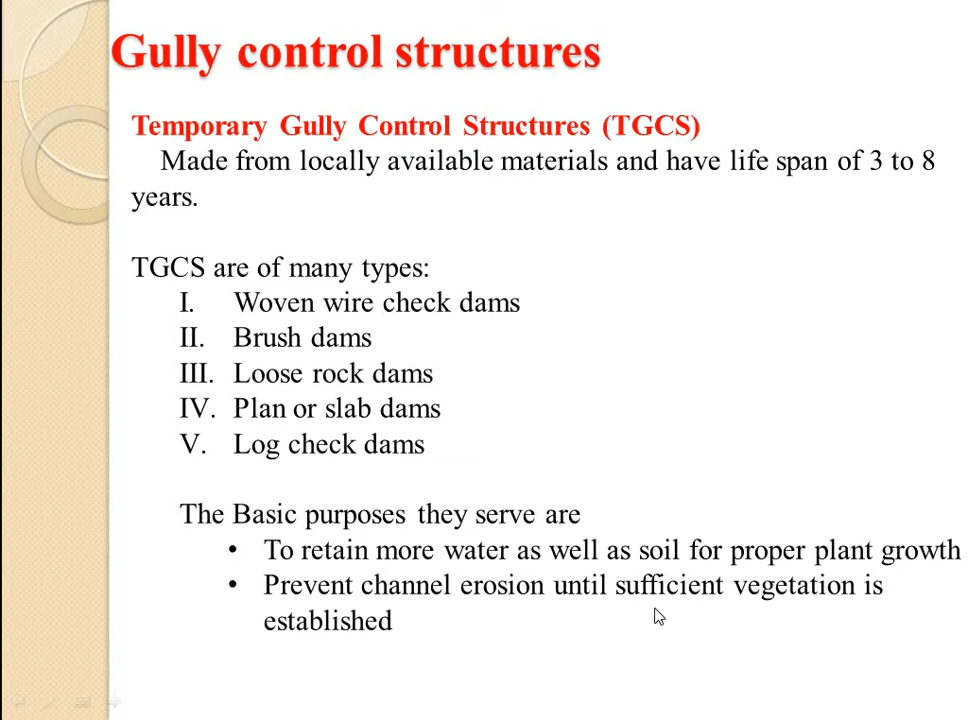 Gully control structures
Temporary Gully Control Structures (TGCS)
Made from locally available materials and have life span of 3 to 8
years.
TGCS are of many types:
I. Woven wire check dams
II. Brush dams
III. Loose rock dams
IV. Plan or slab dams
V. Log check dams
The Basic purposes they serve are
• To retain more water as well as soil for proper plant growth
• Prevent channel erosion until sufficient vegetation is
established